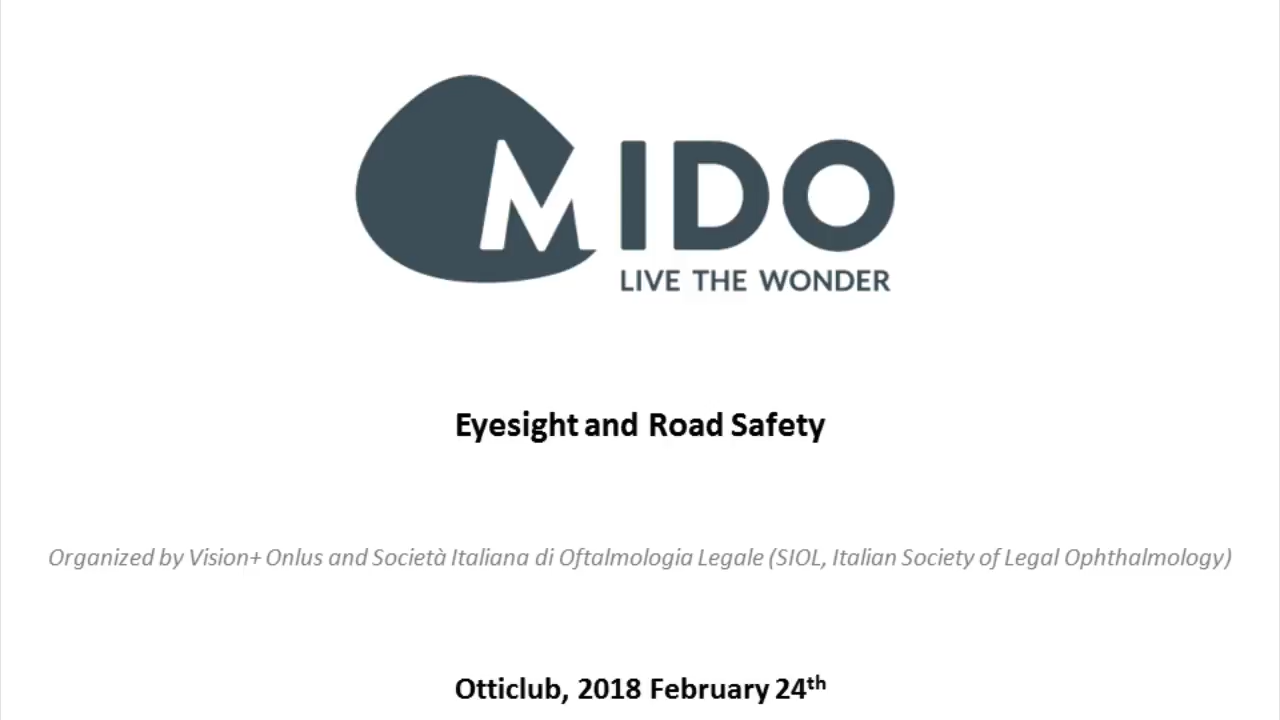 MIDO
LIVE THE WONDER
Eyesight and Road Safety
Organized by Vision+ Onlus and Società Italiana di Oftalmologia Legale (SIOL, Italian Society of Legal Ophthalmology)
Otticlub, 2018 February 24th